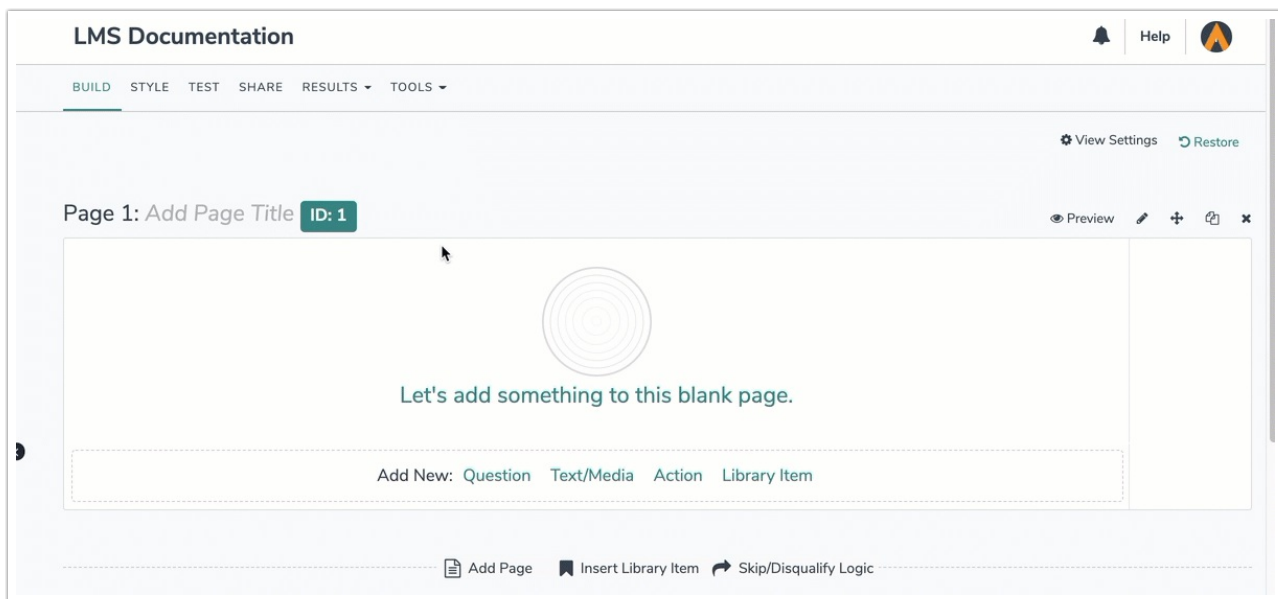 LMS Documentation
Help
BUILD STYLE TEST SHARE RESULTS TOOLS
View Settings Restore
Page 1: Add Page Title ID: 1
Preview
Let's add something to this blank page.
Add New: Question Text/Media Action Library Item
Add Page Insert Library Item Skip/Disqualify Logic